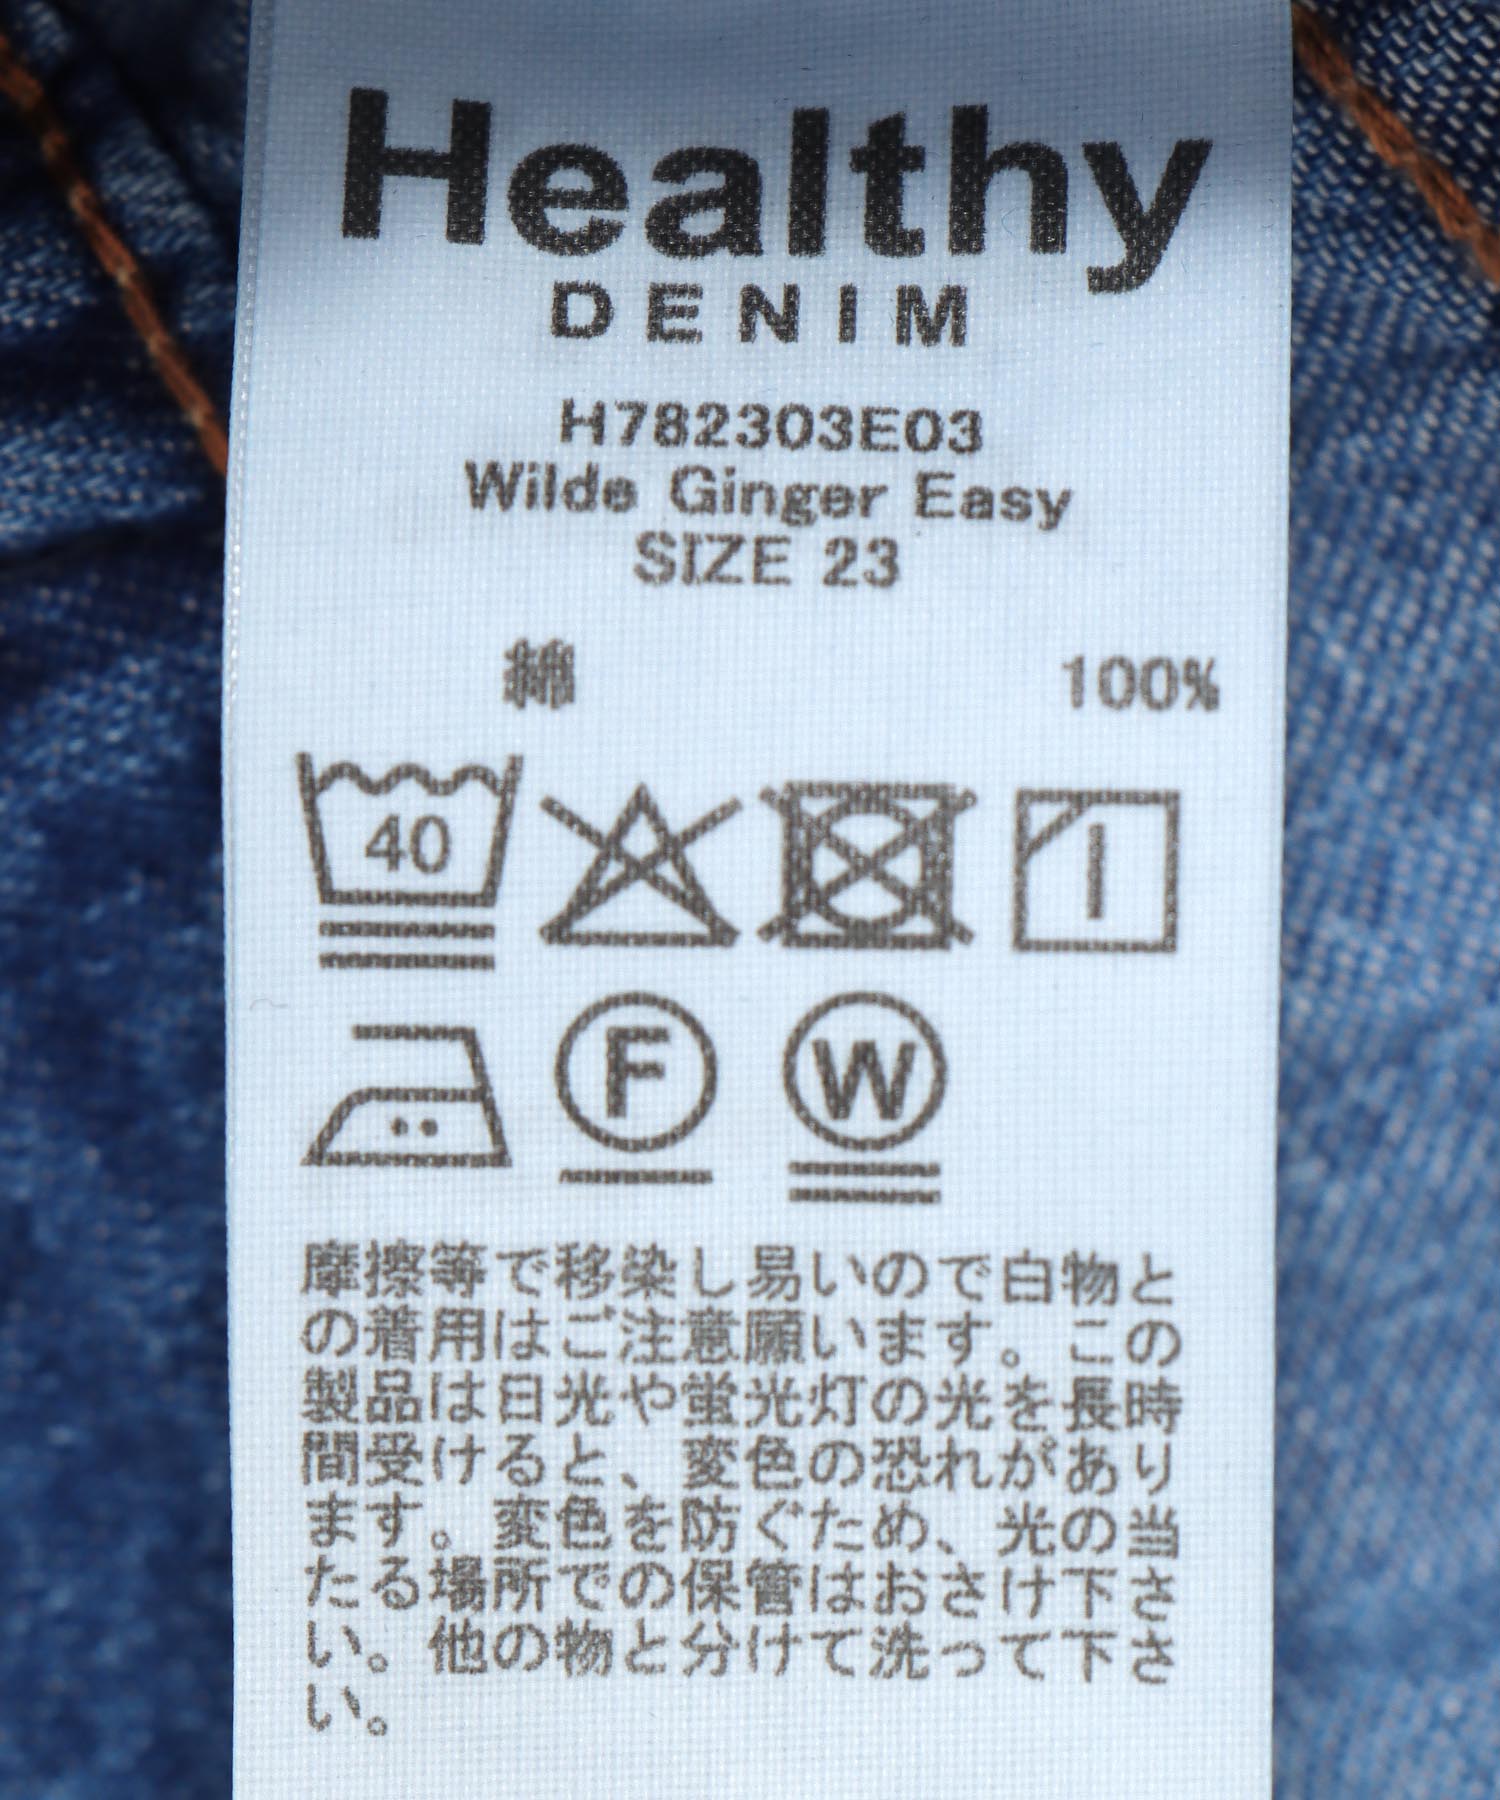 Healthy
DENIM
H782303E03
Wilde Ginger Easy
SIZE 23
綿 100%
40
F W
摩擦等で移染し易いので白物と
の着用はご注意願います。この
製品は日光や蛍光灯の光を長時
間受けると、変色の恐れがあり
ます。変色を防ぐため、光の当
たる場所での保管はおさけ下さ
い。他の物と分けて洗って下さ
い。